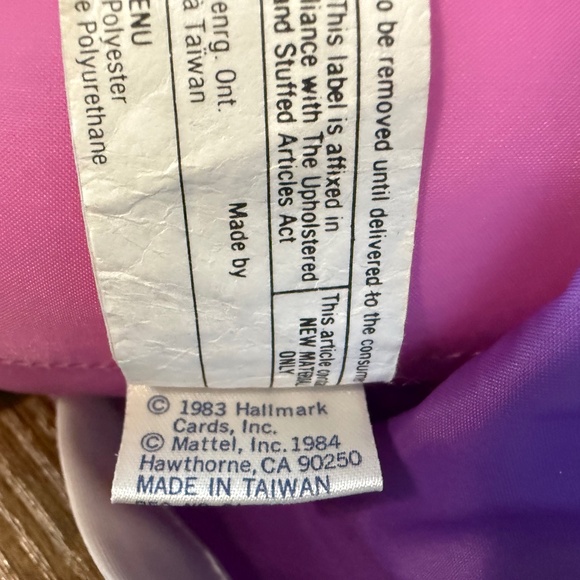 o be removed until delivered to the consum
This label is affixed in
liance with The Upholstered
and Stuffed Articles Act
This article
NEW
ONLY
Made by
enrg. Ont.
à Taïwan
ENU
Polyester
e Polyurethane
© 1983 Hallmark
Cards, Inc.
© Mattel, Inc. 1984
Hawthorne, CA 90250
MADE IN TAIWAN